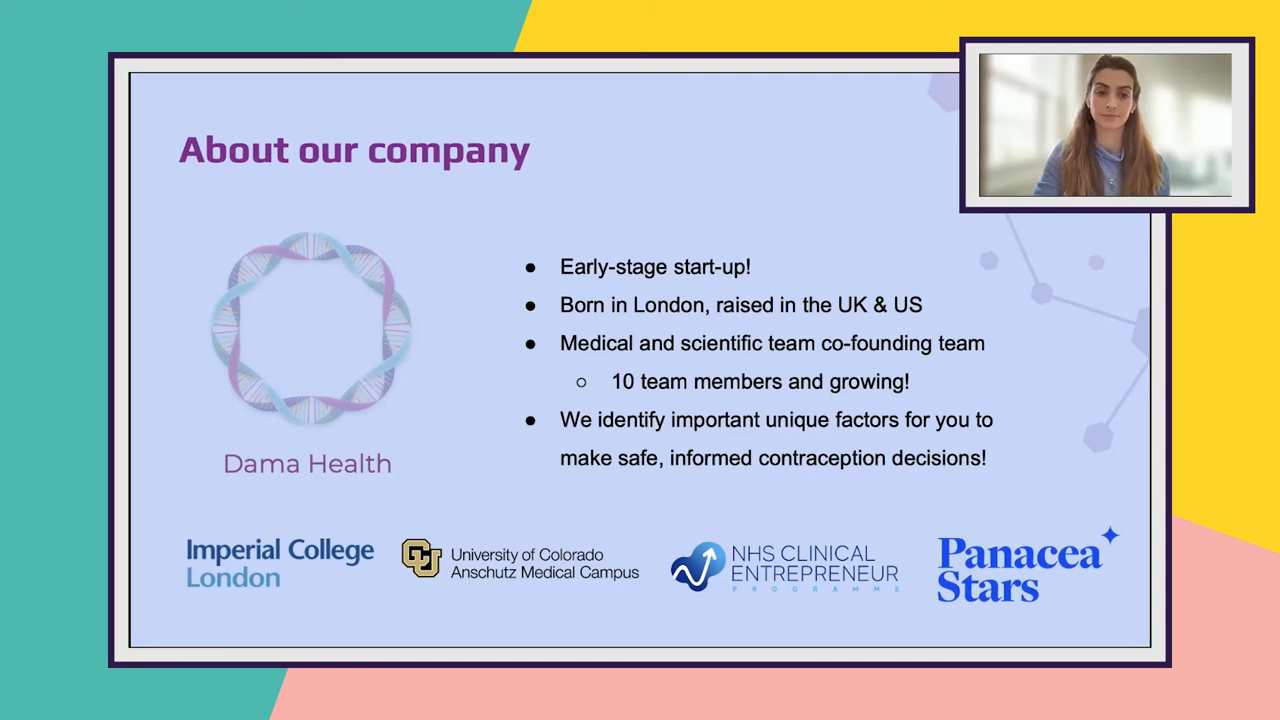 About our company
Early-stage start-up!
Born in London, raised in the UK & US
Medical and scientific team co-founding team
10 team members and growing!
We identify important unique factors for you to
make safe, informed contraception decisions!
Dama Health
Imperial College
London
University of Colorado
Anschutz Medical Campus
NHS CLINICAL
ENTREPRENEUR
PROGRAMME
Panacea
Stars